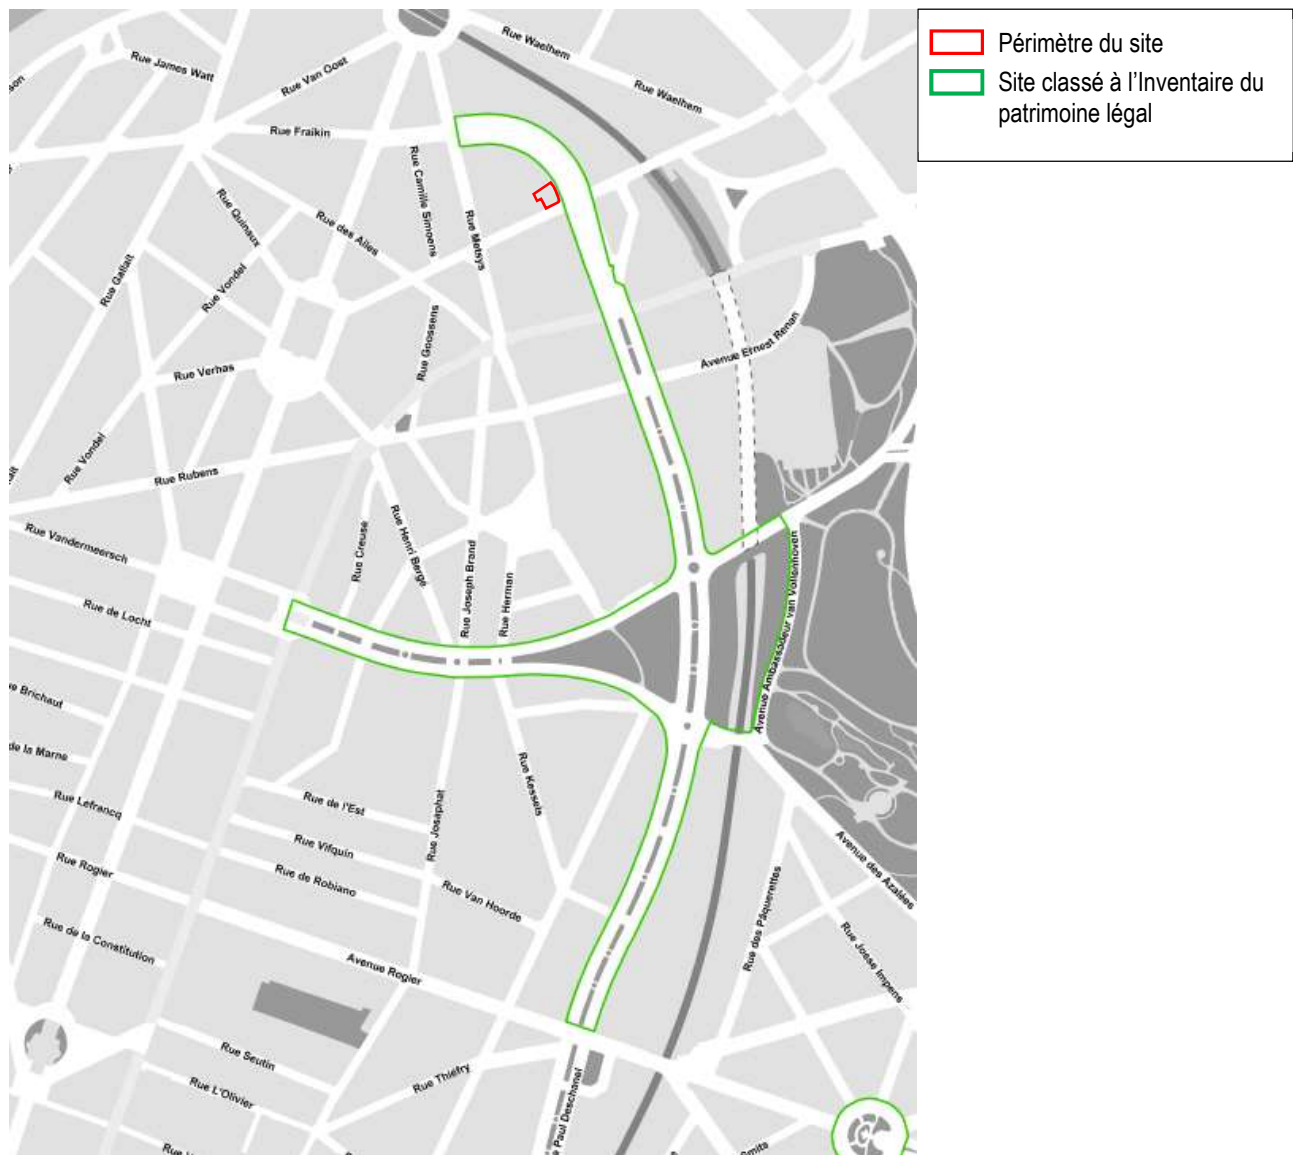 Périmètre du site
Site classé à l’Inventaire du
patrimoine légal
Rue Waelhem
Rue James Watt
Rue Van Oost
Rue Waelhem
Rue Fraikin
Rue Camille Simoens
Rue Quinaux
Rue des Ailes
Rue Metsys
Rue Gallait
Rue Vondel
Rue Goossens
Avenue Ernest Renan
Rue Verhas
Rue Vondel
Rue Rubens
Rue Vandermeersch
Rue Creuse
Rue Henri Berge
Rue Joseph Brand
Rue Herman
Avenue Ambassadeur van Vollenhoven
Rue de Locht
Brichaut
de la Marne
Rue Kessels
Rue Lefrancq
Rue de l'Est
Rue Josaphat
Rue Vifquin
Rue Rogier
Rue de Robiano
Rue Van Hoorde
Avenue des Azalées
Rue des Pâquerettes
Rue de la Constitution
Avenue Rogier
Rue Josse Impens
Rue Seutin
Rue Thiéfry
Rue L'Olivier
Paul Deschanel
Smits